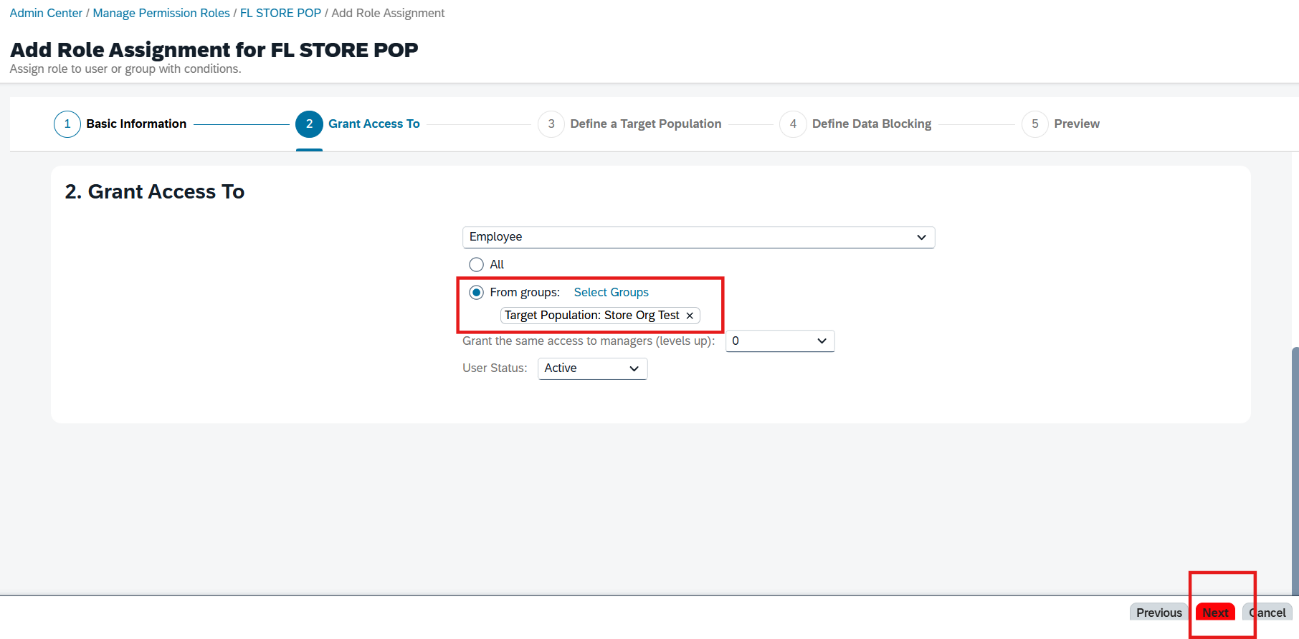 Admin Center / Manage Permission Roles / FL STORE POP / Add Role Assignment
Add Role Assignment for FL STORE POP
Assign role to user or group with conditions.
1 Basic Information 2 Grant Access To 3 Define a Target Population 4 Define Data Blocking 5 Preview
2. Grant Access To
Employee
All
From groups: Select Groups
Target Population: Store Org Test ×
Grant the same access to managers (levels up): 0
User Status: Active
Previous Next Cancel